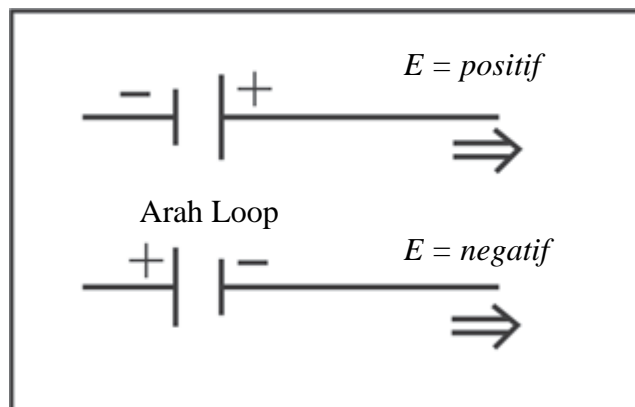 E = positif
− +
Arah Loop
E = negatif
+ −